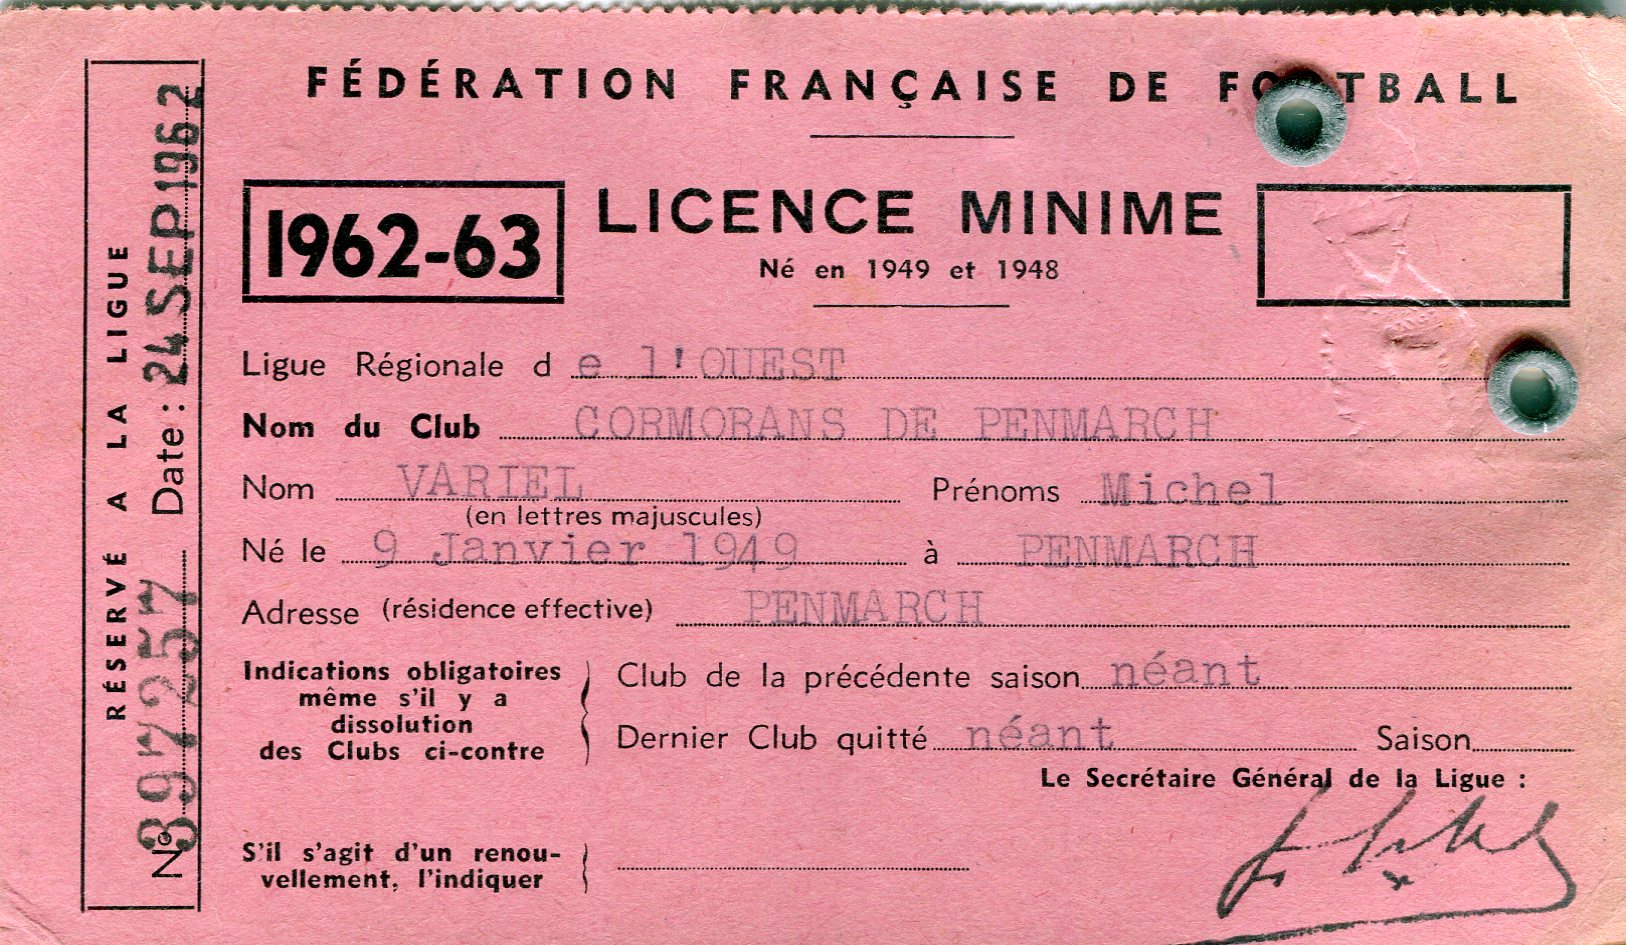 FÉDÉRATION FRANÇAISE DE FOOTBALL
1962-63
LICENCE MINIME
Né en 1949 et 1948
RÉSERVÉ A LA LIGUE
No 397257 Date : 24 SEP 1962
Ligue Régionale d e l'OUEST
Nom du Club CORMORANS DE PENMARCH
Nom VARIEL Prénoms Michel
(en lettres majuscules)
Né le 9 Janvier 1949 à PENMARCH
Adresse (résidence effective) PENMARCH
Indications obligatoires
même s'il y a
dissolution
des Clubs ci-contre
Club de la précédente saison néant
Dernier Club quitté néant Saison
Le Secrétaire Général de la Ligue :
S'il s'agit d'un renou-
vellement, l'indiquer